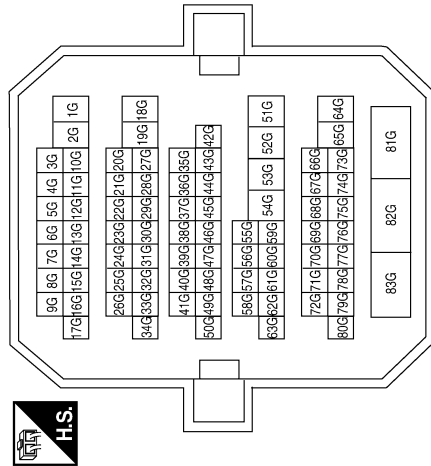 H.S.
9G 8G 7G 6G 5G 4G 3G
17G 16G 15G 14G 13G 12G 11G 10G 2G 1G
26G 25G 24G 23G 22G 21G 20G
34G 33G 32G 31G 30G 29G 28G 27G 19G 18G
41G 40G 39G 38G 37G 36G 35G
50G 49G 48G 47G 46G 45G 44G 43G 42G
58G 57G 56G 55G
63G 62G 61G 60G 59G 54G 53G 52G 51G
72G 71G 70G 69G 68G 67G 66G
80G 79G 78G 77G 76G 75G 74G 73G 65G 64G
83G 82G 81G